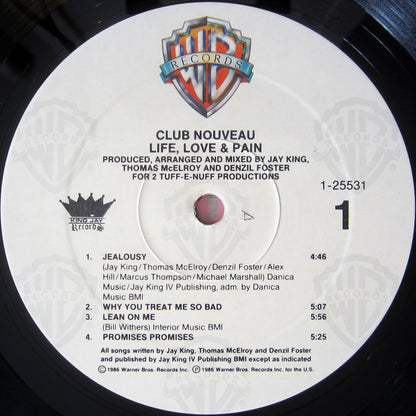 WB
RECORDS
CLUB NOUVEAU
LIFE, LOVE & PAIN
PRODUCED, ARRANGED AND MIXED BY JAY KING,
THOMAS McELROY AND DENZIL FOSTER
FOR 2 TUFF-E-NUFF PRODUCTIONS
1-25531
1
KING JAY
Records
1. JEALOUSY 4:46
(Jay King/Thomas McElroy/Denzil Foster/Alex
Hill/Marcus Thompson/Michael Marshall) Danica
Music/Jay King IV Publishing, adm. by Danica
Music BMI
2. WHY YOU TREAT ME SO BAD 5:07
3. LEAN ON ME 5:56
(Bill Withers) Interior Music BMI
4. PROMISES PROMISES 5:25
All songs written by Jay King, Thomas McElroy and Denzil Foster
and published by Jay King IV Publishing BMI except as indicated
©1986 Warner Bros. Records Inc. ℗1986 Warner Bros. Records Inc. for the U.S.